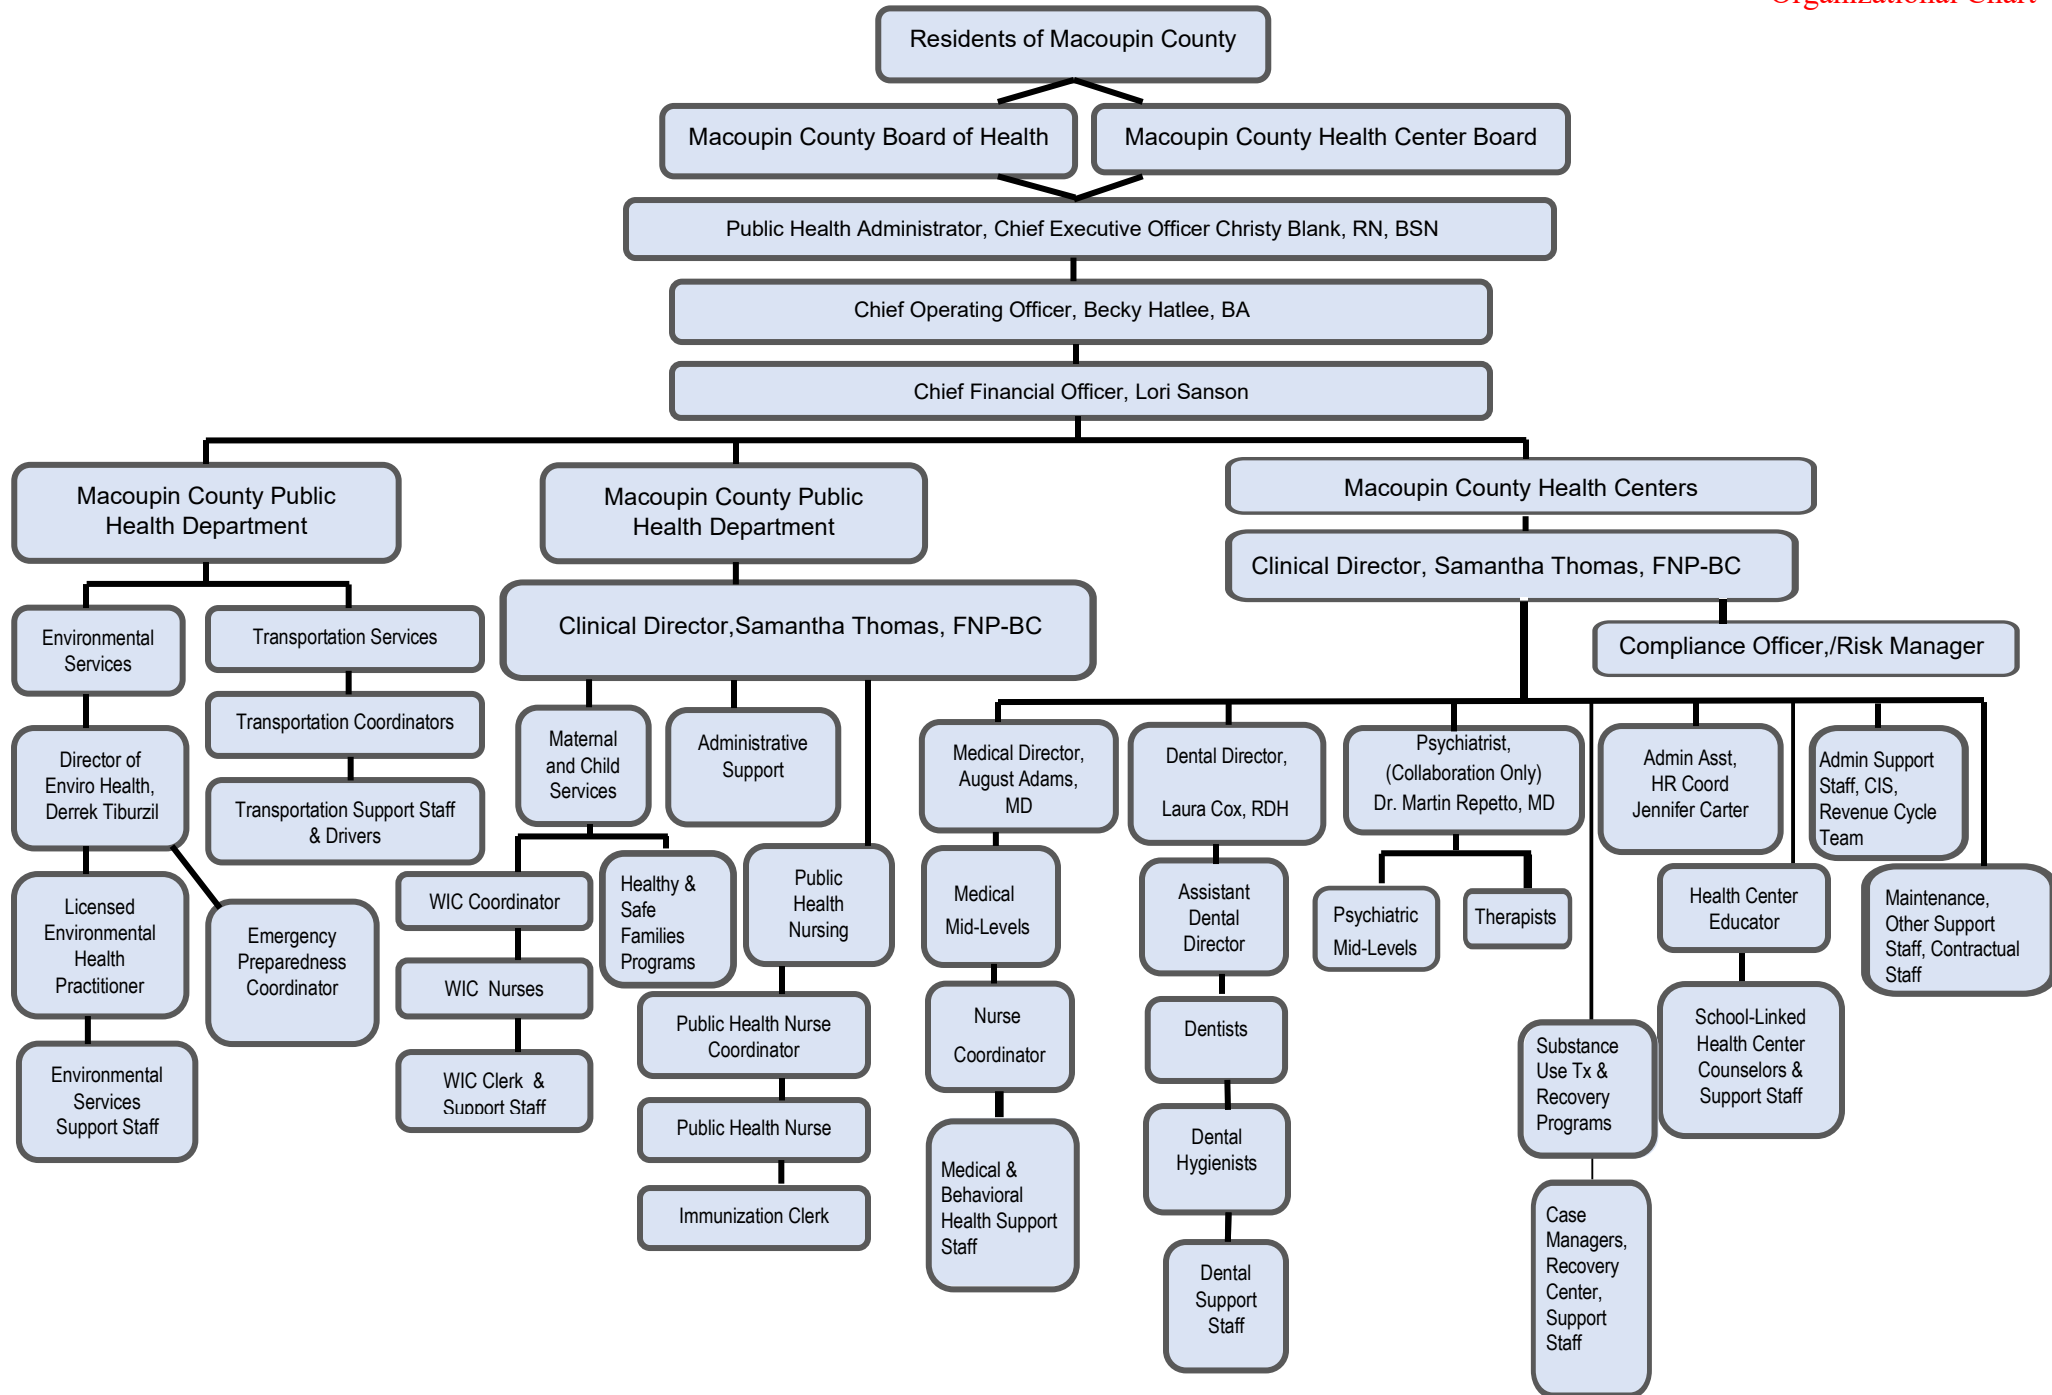 Organizational Chart
Residents of Macoupin County
Macoupin County Board of Health
Macoupin County Health Center Board
Public Health Administrator, Chief Executive Officer Christy Blank, RN, BSN
Chief Operating Officer, Becky Hatlee, BA
Chief Financial Officer, Lori Sanson
Macoupin County Public
Health Department
Environmental
Services
Director of
Enviro Health,
Derrek Tiburzil
Licensed
Environmental
Health
Practitioner
Environmental
Services
Support Staff
Emergency
Preparedness
Coordinator
Transportation Services
Transportation Coordinators
Transportation Support Staff
& Drivers
Macoupin County Public
Health Department
Clinical Director,Samantha Thomas, FNP-BC
Maternal
and Child
Services
WIC Coordinator
WIC Nurses
WIC Clerk &
Support Staff
Healthy &
Safe
Families
Programs
Administrative
Support
Public
Health
Nursing
Public Health Nurse
Coordinator
Public Health Nurse
Immunization Clerk
Macoupin County Health Centers
Clinical Director, Samantha Thomas, FNP-BC
Compliance Officer,/Risk Manager
Medical Director,
August Adams,
MD
Medical
Mid-Levels
Nurse
Coordinator
Medical &
Behavioral
Health Support
Staff
Dental Director,
Laura Cox, RDH
Assistant
Dental
Director
Dentists
Dental
Hygienists
Dental
Support
Staff
Psychiatrist,
(Collaboration Only)
Dr. Martin Repetto, MD
Psychiatric
Mid-Levels
Therapists
Substance
Use Tx &
Recovery
Programs
Case
Managers,
Recovery
Center,
Support
Staff
Admin Asst,
HR Coord
Jennifer Carter
Health Center
Educator
School-Linked
Health Center
Counselors &
Support Staff
Admin Support
Staff, CIS,
Revenue Cycle
Team
Maintenance,
Other Support
Staff, Contractual
Staff